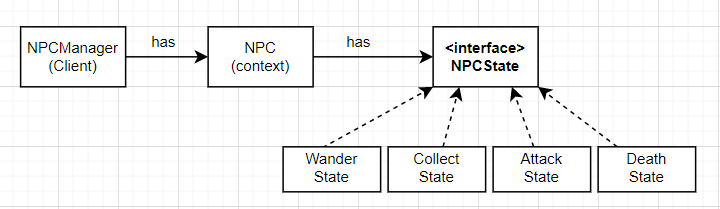 NPCManager
(Client)
has
NPC
(context)
has
<interface>
NPCState
Wander
State
Collect
State
Attack
State
Death
State